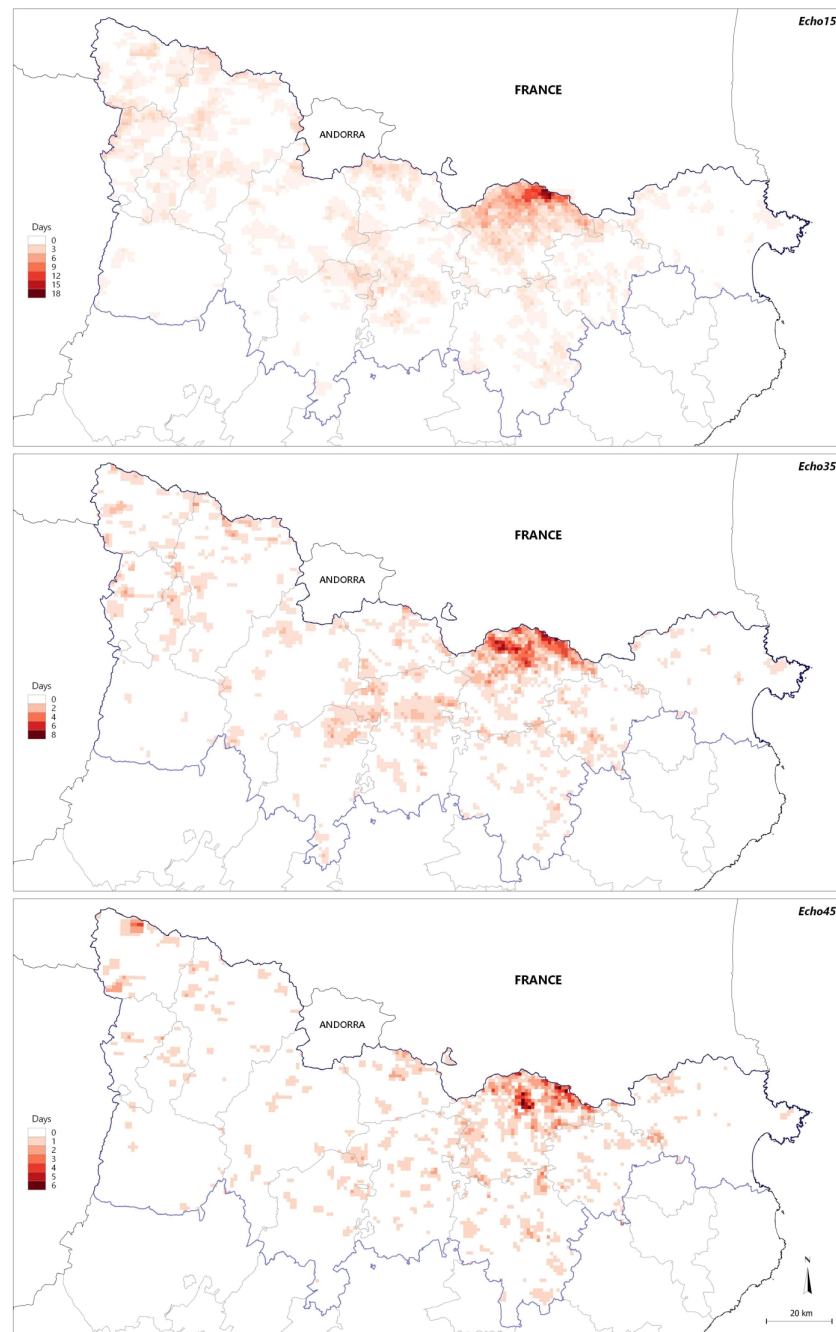 Echo15
FRANCE
ANDORRA
Days
0
3
6
9
12
15
18
Echo35
FRANCE
ANDORRA
Days
0
2
4
6
8
Echo45
FRANCE
ANDORRA
Days
0
1
2
3
4
5
6
N
20 km